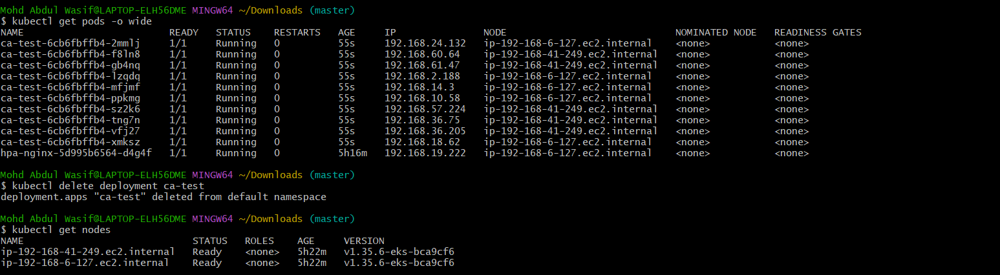 Mohd Abdul Wasif@LAPTOP-ELH56DME MINGW64 ~/Downloads (master)
$ kubectl get pods -o wide
NAME                         READY   STATUS    RESTARTS   AGE     IP               NODE                             NOMINATED NODE   READINESS GATES
ca-test-6cb6fbffb4-2mmlj     1/1     Running   0          55s     192.168.24.132   ip-192-168-6-127.ec2.internal    <none>           <none>
ca-test-6cb6fbffb4-f8ln8     1/1     Running   0          55s     192.168.60.64    ip-192-168-41-249.ec2.internal   <none>           <none>
ca-test-6cb6fbffb4-gb4nq     1/1     Running   0          55s     192.168.61.47    ip-192-168-41-249.ec2.internal   <none>           <none>
ca-test-6cb6fbffb4-lzqdq     1/1     Running   0          55s     192.168.2.188    ip-192-168-6-127.ec2.internal    <none>           <none>
ca-test-6cb6fbffb4-mfjmf     1/1     Running   0          55s     192.168.14.3     ip-192-168-6-127.ec2.internal    <none>           <none>
ca-test-6cb6fbffb4-ppkmg     1/1     Running   0          55s     192.168.10.58    ip-192-168-6-127.ec2.internal    <none>           <none>
ca-test-6cb6fbffb4-sz2k6     1/1     Running   0          55s     192.168.57.224   ip-192-168-41-249.ec2.internal   <none>           <none>
ca-test-6cb6fbffb4-tng7n     1/1     Running   0          55s     192.168.36.75    ip-192-168-41-249.ec2.internal   <none>           <none>
ca-test-6cb6fbffb4-vfj27     1/1     Running   0          55s     192.168.36.205   ip-192-168-41-249.ec2.internal   <none>           <none>
ca-test-6cb6fbffb4-xmksz     1/1     Running   0          55s     192.168.18.62    ip-192-168-6-127.ec2.internal    <none>           <none>
hpa-nginx-5d995b6564-d4g4f   1/1     Running   0          5h16m   192.168.19.222   ip-192-168-6-127.ec2.internal    <none>           <none>
Mohd Abdul Wasif@LAPTOP-ELH56DME MINGW64 ~/Downloads (master)
$ kubectl delete deployment ca-test
deployment.apps "ca-test" deleted from default namespace
Mohd Abdul Wasif@LAPTOP-ELH56DME MINGW64 ~/Downloads (master)
$ kubectl get nodes
NAME                             STATUS   ROLES    AGE     VERSION
ip-192-168-41-249.ec2.internal   Ready    <none>   5h22m   v1.35.6-eks-bca9cf6
ip-192-168-6-127.ec2.internal    Ready    <none>   5h22m   v1.35.6-eks-bca9cf6